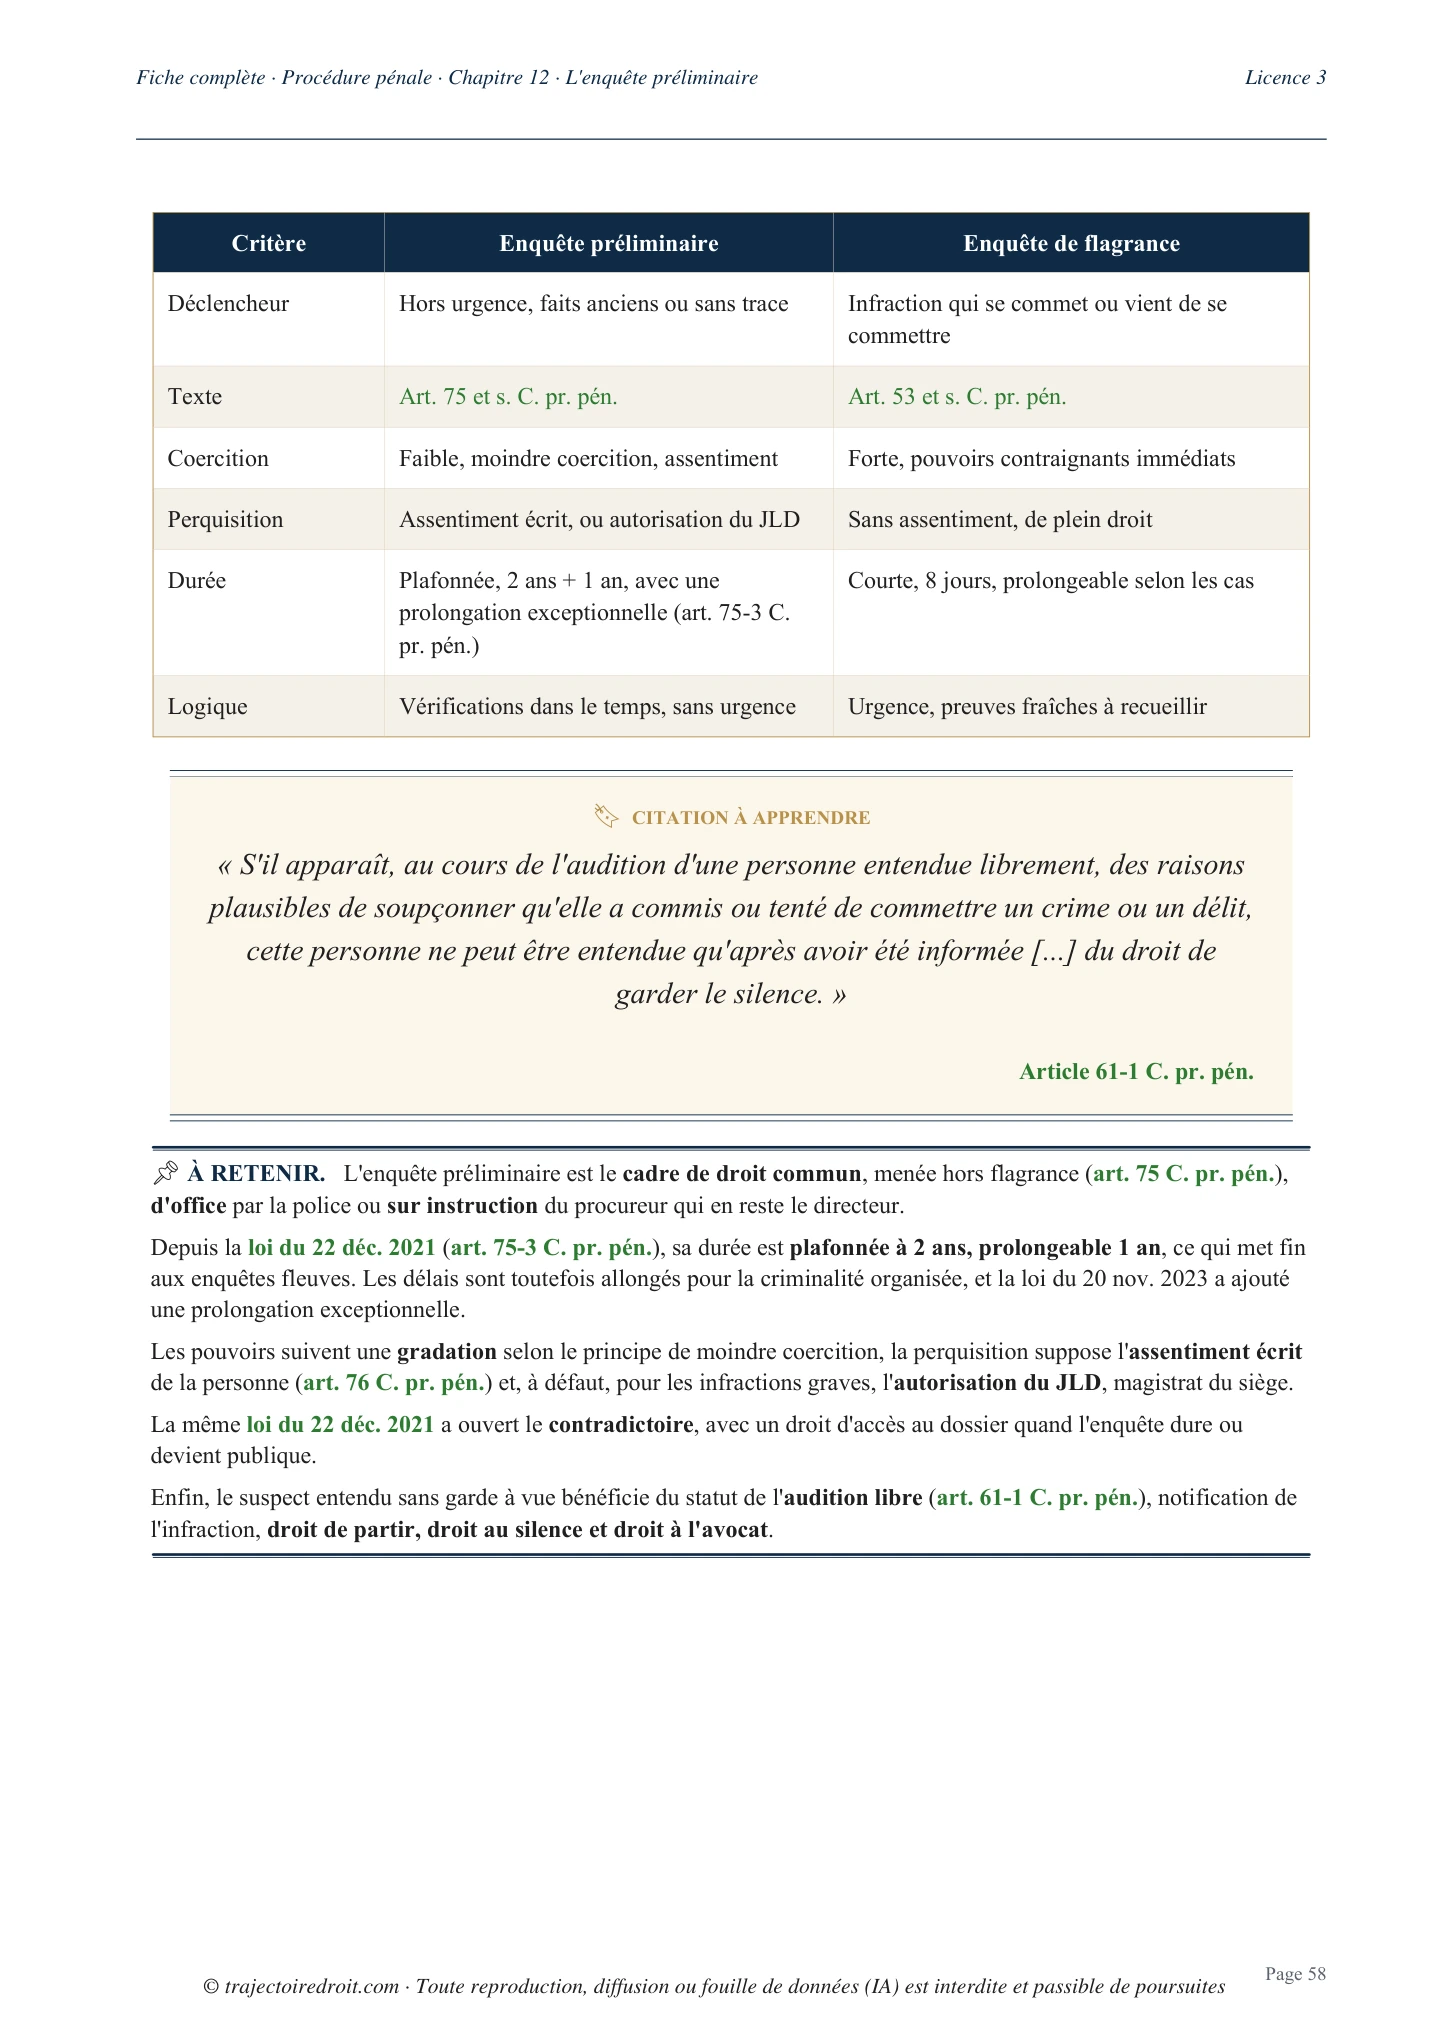 Fiche complète · Procédure pénale · Chapitre 12 · L'enquête préliminaire
Licence 3
Critère
Enquête préliminaire
Enquête de flagrance
Déclencheur
Hors urgence, faits anciens ou sans trace
Infraction qui se commet ou vient de se
commettre
Texte
Art. 75 et s. C. pr. pén.
Art. 53 et s. C. pr. pén.
Coercition
Faible, moindre coercition, assentiment
Forte, pouvoirs contraignants immédiats
Perquisition
Assentiment écrit, ou autorisation du JLD
Sans assentiment, de plein droit
Durée
Plafonnée, 2 ans + 1 an, avec une
prolongation exceptionnelle (art. 75-3 C.
pr. pén.)
Courte, 8 jours, prolongeable selon les cas
Logique
Vérifications dans le temps, sans urgence
Urgence, preuves fraîches à recueillir
CITATION À APPRENDRE
« S'il apparaît, au cours de l'audition d'une personne entendue librement, des raisons
plausibles de soupçonner qu'elle a commis ou tenté de commettre un crime ou un délit,
cette personne ne peut être entendue qu'après avoir été informée [...] du droit de
garder le silence. »
Article 61-1 C. pr. pén.
À RETENIR. L'enquête préliminaire est le cadre de droit commun, menée hors flagrance (art. 75 C. pr. pén.),
d'office par la police ou sur instruction du procureur qui en reste le directeur.
Depuis la loi du 22 déc. 2021 (art. 75-3 C. pr. pén.), sa durée est plafonnée à 2 ans, prolongeable 1 an, ce qui met fin
aux enquêtes fleuves. Les délais sont toutefois allongés pour la criminalité organisée, et la loi du 20 nov. 2023 a ajouté
une prolongation exceptionnelle.
Les pouvoirs suivent une gradation selon le principe de moindre coercition, la perquisition suppose l'assentiment écrit
de la personne (art. 76 C. pr. pén.) et, à défaut, pour les infractions graves, l'autorisation du JLD, magistrat du siège.
La même loi du 22 déc. 2021 a ouvert le contradictoire, avec un droit d'accès au dossier quand l'enquête dure ou
devient publique.
Enfin, le suspect entendu sans garde à vue bénéficie du statut de l'audition libre (art. 61-1 C. pr. pén.), notification de
l'infraction, droit de partir, droit au silence et droit à l'avocat.
© trajectoiredroit.com · Toute reproduction, diffusion ou fouille de données (IA) est interdite et passible de poursuites
Page 58